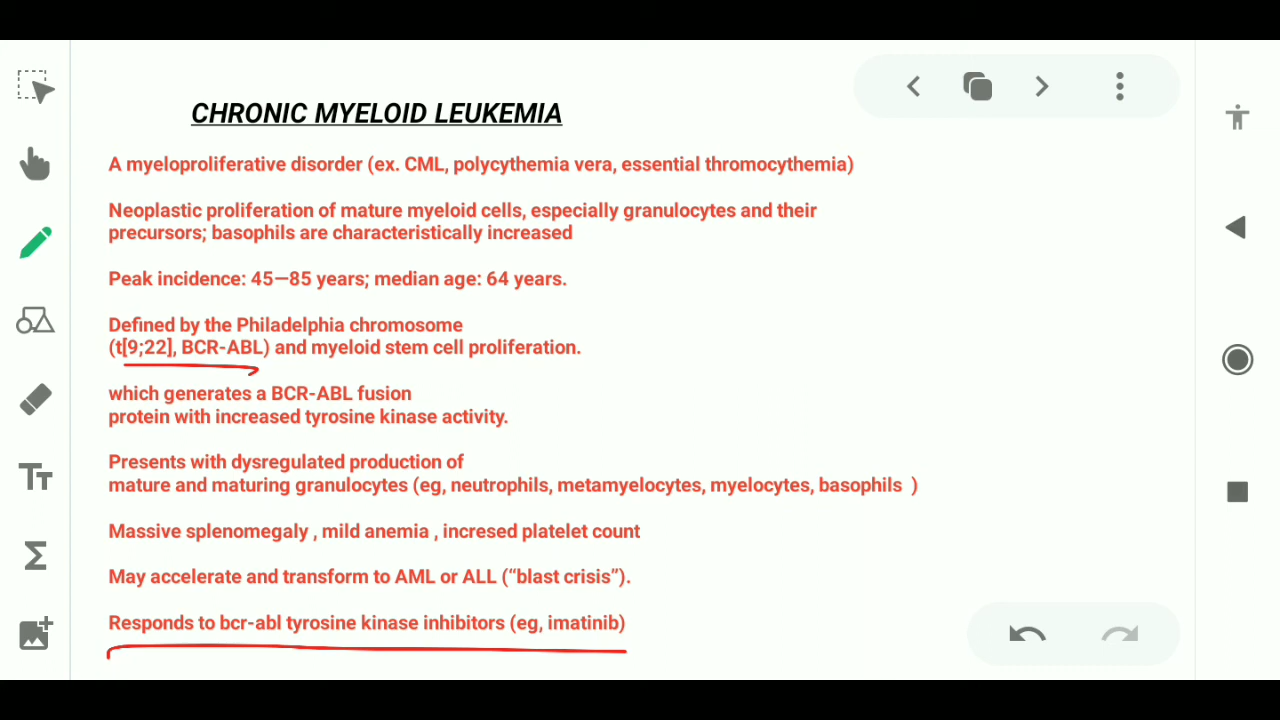 CHRONIC MYELOID LEUKEMIA
A myeloproliferative disorder (ex. CML, polycythemia vera, essential thromocythemia)
Neoplastic proliferation of mature myeloid cells, especially granulocytes and their
precursors; basophils are characteristically increased
Peak incidence: 45—85 years; median age: 64 years.
Defined by the Philadelphia chromosome
(t[9;22], BCR-ABL) and myeloid stem cell proliferation.
which generates a BCR-ABL fusion
protein with increased tyrosine kinase activity.
Presents with dysregulated production of
mature and maturing granulocytes (eg, neutrophils, metamyelocytes, myelocytes, basophils  )
Massive splenomegaly , mild anemia , incresed platelet count
May accelerate and transform to AML or ALL (“blast crisis”).
Responds to bcr-abl tyrosine kinase inhibitors (eg, imatinib)